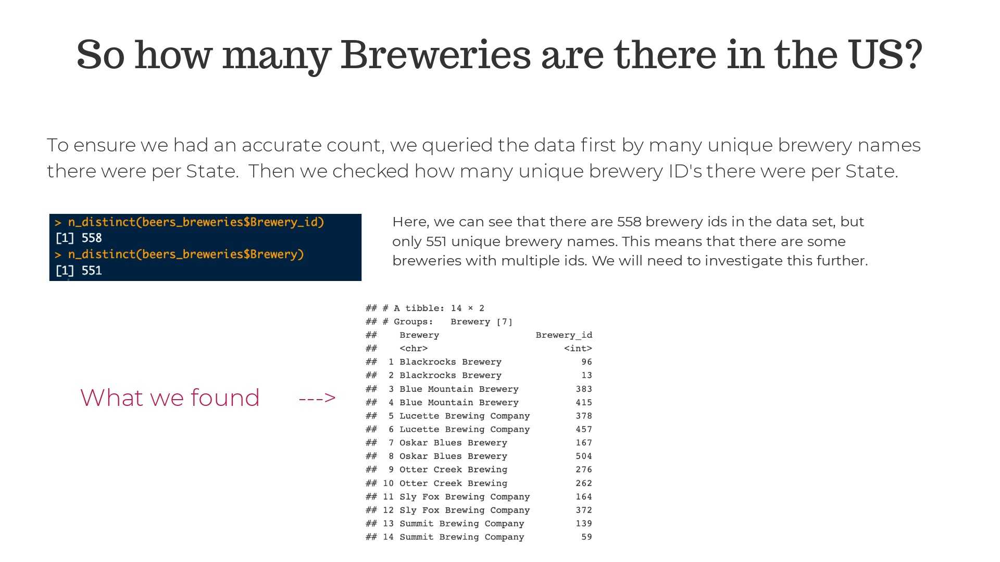 So how many Breweries are there in the US?
To ensure we had an accurate count, we queried the data first by many unique brewery names
there were per State.  Then we checked how many unique brewery ID's there were per State.
> n_distinct(beers_breweries$Brewery_id)
[1] 558
> n_distinct(beers_breweries$Brewery)
[1] 551
Here, we can see that there are 558 brewery ids in the data set, but
only 551 unique brewery names. This means that there are some
breweries with multiple ids. We will need to investigate this further.
What we found --->
## # A tibble: 14 × 2
## # Groups:   Brewery [7]
##    Brewery                 Brewery_id
##    <chr>                        <int>
##  1 Blackrocks Brewery              96
##  2 Blackrocks Brewery              13
##  3 Blue Mountain Brewery          383
##  4 Blue Mountain Brewery          415
##  5 Lucette Brewing Company        378
##  6 Lucette Brewing Company        457
##  7 Oskar Blues Brewery            167
##  8 Oskar Blues Brewery            504
##  9 Otter Creek Brewing            276
## 10 Otter Creek Brewing            262
## 11 Sly Fox Brewing Company        164
## 12 Sly Fox Brewing Company        372
## 13 Summit Brewing Company         139
## 14 Summit Brewing Company          59